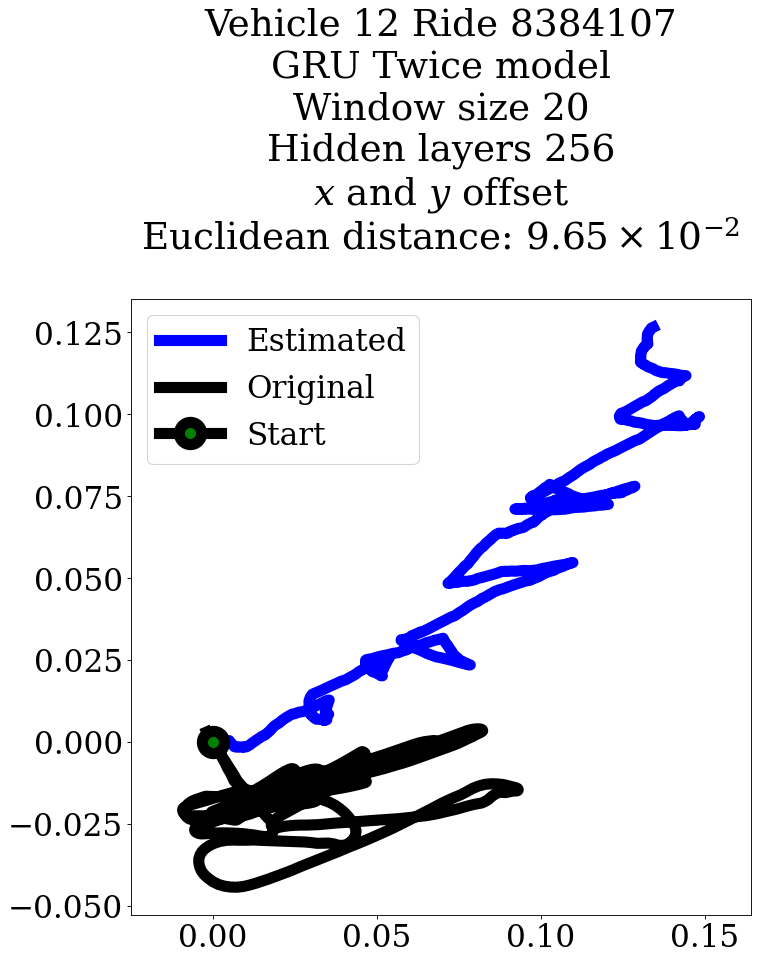 Vehicle 12 Ride 8384107
GRU Twice model
Window size 20
Hidden layers 256
x and y offset
Euclidean distance: 9.65 × 10⁻²
Estimated
Original
Start
0.125
0.100
0.075
0.050
0.025
0.000
−0.025
−0.050
0.00 0.05 0.10 0.15